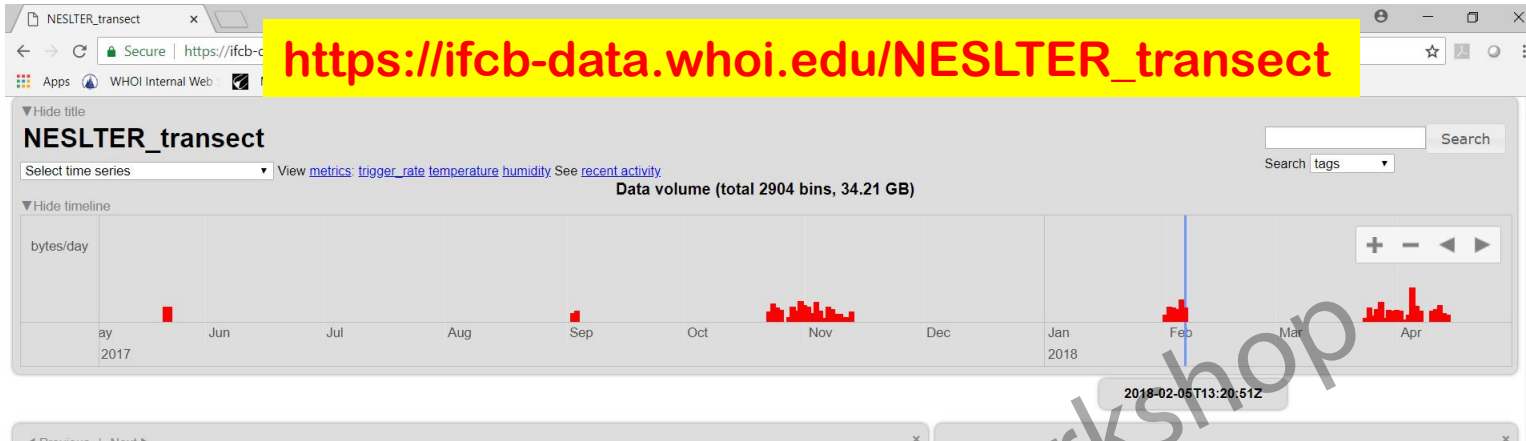 NESLTER_transect
Secure | https://ifcb-d
https://ifcb-data.whoi.edu/NESLTER_transect
Apps WHOI Internal Web
▼Hide title
NESLTER_transect
Search
Select time series ▼ View metrics: trigger_rate temperature humidity See recent activity
Search tags ▼
Data volume (total 2904 bins, 34.21 GB)
▼Hide timeline
bytes/day
ay Jun Jul Aug Sep Oct Nov Dec Jan Feb Mar Apr
2017 2018
2018-02-05T13:20:51Z